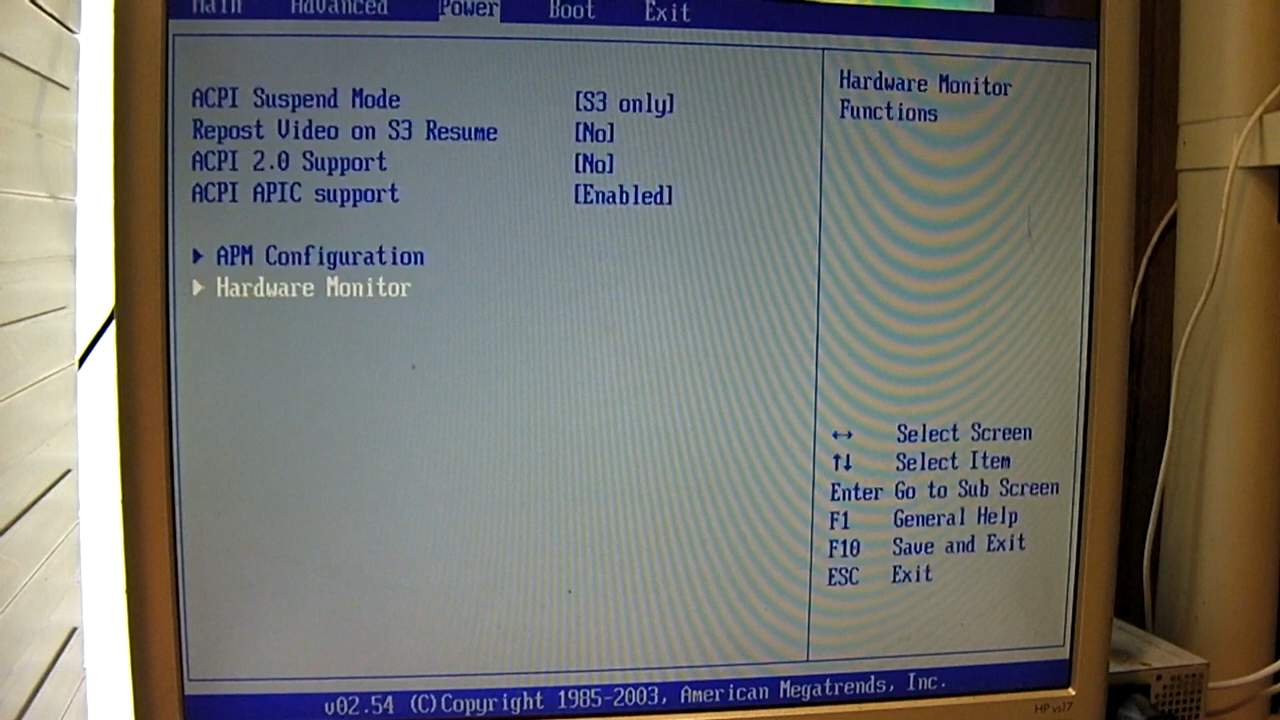 Main Advanced Power Boot Exit
ACPI Suspend Mode [S3 only]
Repost Video on S3 Resume [No]
ACPI 2.0 Support [No]
ACPI APIC support [Enabled]
APM Configuration
Hardware Monitor
Hardware Monitor
Functions
↔ Select Screen
↑↓ Select Item
Enter Go to Sub Screen
F1 General Help
F10 Save and Exit
ESC Exit
v02.54 (C)Copyright 1985-2003, American Megatrends, Inc.
HP vs17